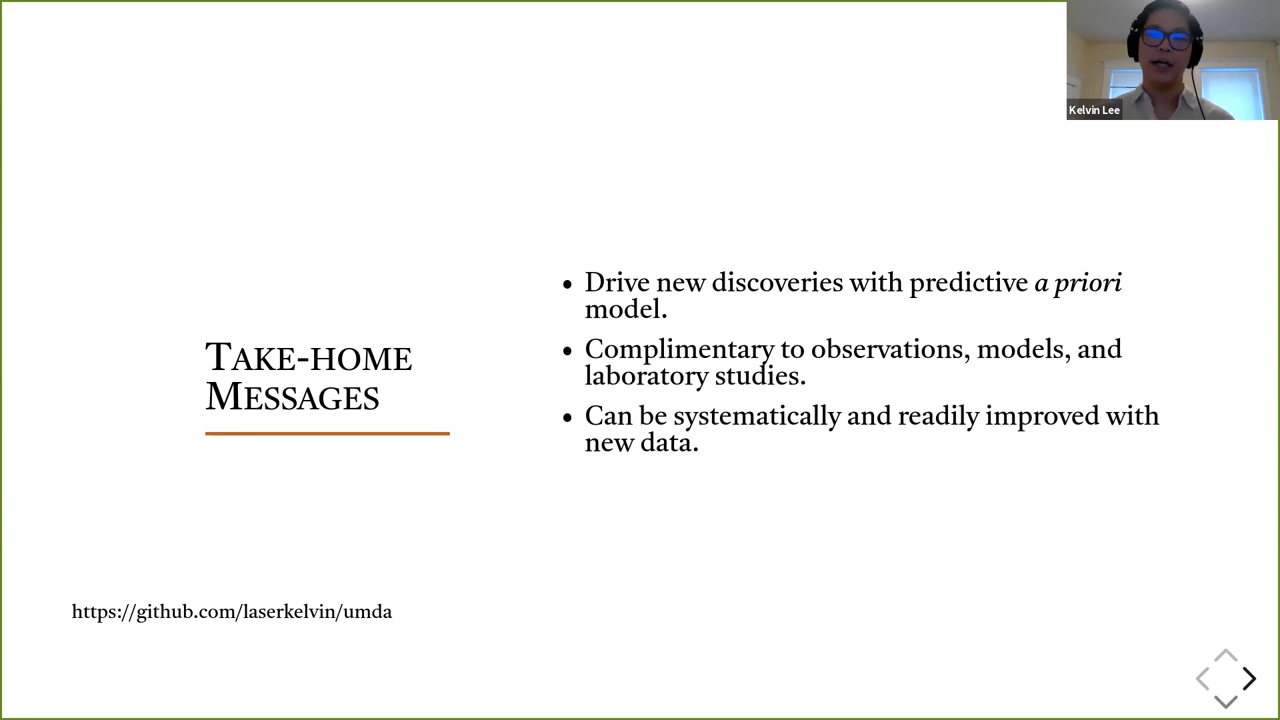 Kelvin Lee
TAKE-HOME
MESSAGES
• Drive new discoveries with predictive a priori
model.
• Complimentary to observations, models, and
laboratory studies.
• Can be systematically and readily improved with
new data.
https://github.com/laserkelvin/umda